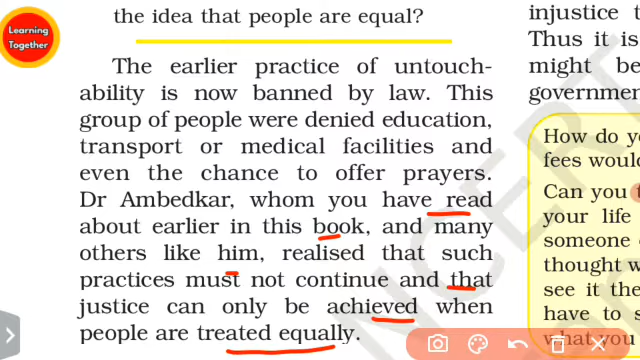 Learning
Together
the idea that people are equal?
The earlier practice of untouch-
ability is now banned by law. This
group of people were denied education,
transport or medical facilities and
even the chance to offer prayers.
Dr Ambedkar, whom you have read
about earlier in this book, and many
others like him, realised that such
practices must not continue and that
justice can only be achieved when
people are treated equally.
injustice t
Thus it is
might be
governmen
How do yo
fees would
Can you
your life
someone
thought w
see it the
have to s
what you
NCERT